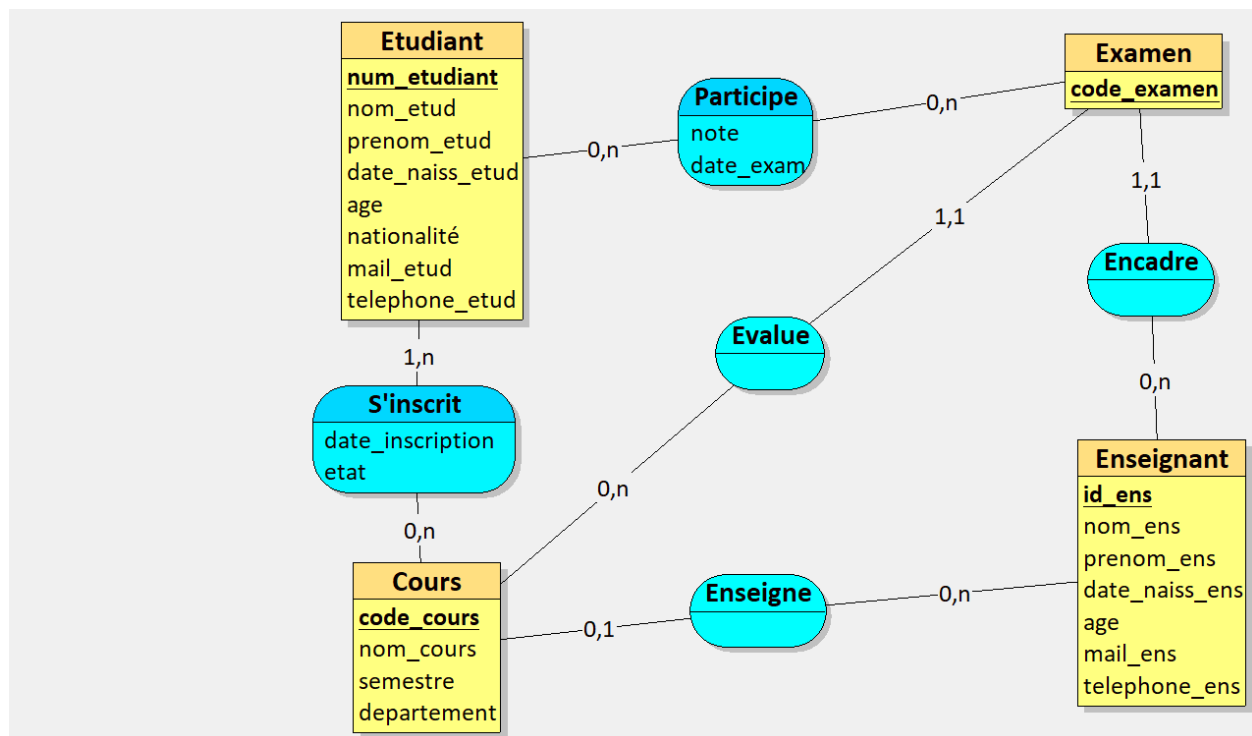 Etudiant
num_etudiant
nom_etud
prenom_etud
date_naiss_etud
age
nationalité
mail_etud
telephone_etud
0,n
Participe
note
date_exam
0,n
Examen
code_examen
1,1
1,1
Encadre
Evalue
1,n
0,n
S'inscrit
date_inscription
etat
0,n
0,n
Enseignant
id_ens
nom_ens
prenom_ens
date_naiss_ens
age
mail_ens
telephone_ens
Cours
code_cours
nom_cours
semestre
departement
0,1
Enseigne
0,n